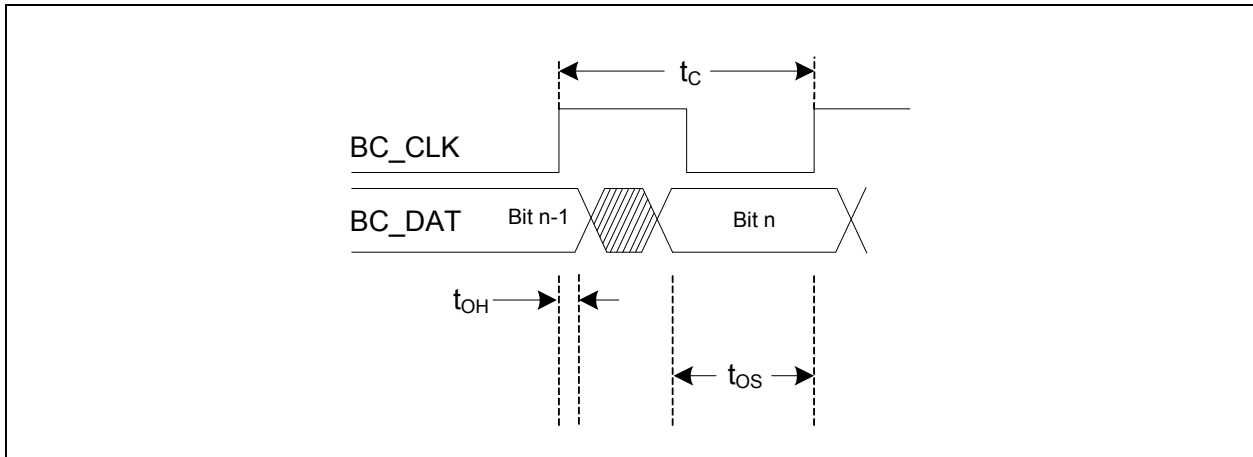 tC
BC_CLK
BC_DAT
Bit n-1
Bit n
tOH
tOS